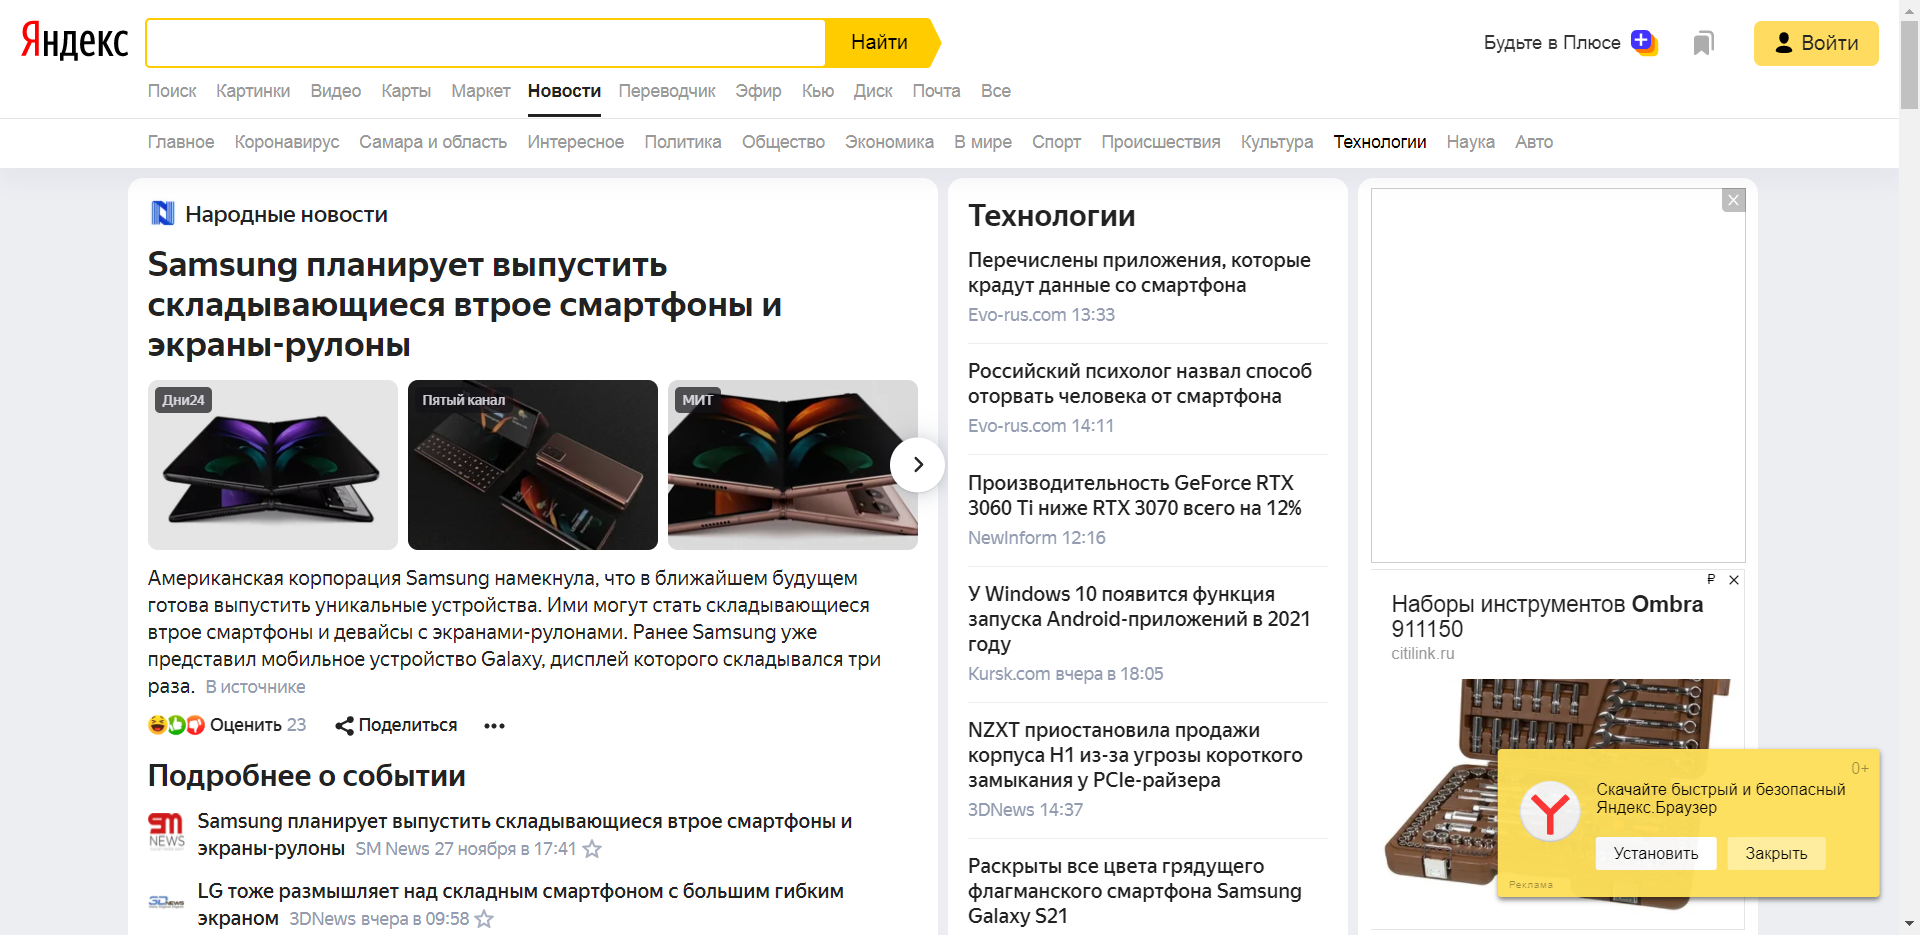 Яндекс
Найти
Будьте в Плюсе
Войти
Поиск Картинки Видео Карты Маркет Новости Переводчик Эфир Кью Диск Почта Все
Главное Коронавирус Самара и область Интересное Политика Общество Экономика В мире Спорт Происшествия Культура Технологии Наука Авто
Народные новости
Samsung планирует выпустить
складывающиеся втрое смартфоны и
экраны-рулоны
Дни24
Пятый канал
МИТ
Американская корпорация Samsung намекнула, что в ближайшем будущем
готова выпустить уникальные устройства. Ими могут стать складывающиеся
втрое смартфоны и девайсы с экранами-рулонами. Ранее Samsung уже
представил мобильное устройство Galaxy, дисплей которого складывался три
раза. В источнике
Оценить 23 Поделиться
Подробнее о событии
SM NEWS
Samsung планирует выпустить складывающиеся втрое смартфоны и
экраны-рулоны SM News 27 ноября в 17:41
3DNews
LG тоже размышляет над складным смартфоном с большим гибким
экраном 3DNews вчера в 09:58
Технологии
Перечислены приложения, которые
крадут данные со смартфона
Evo-rus.com 13:33
Российский психолог назвал способ
оторвать человека от смартфона
Evo-rus.com 14:11
Производительность GeForce RTX
3060 Ti ниже RTX 3070 всего на 12%
NewInform 12:16
У Windows 10 появится функция
запуска Android-приложений в 2021
году
Kursk.com вчера в 18:05
NZXT приостановила продажи
корпуса H1 из-за угрозы короткого
замыкания у PCIe-райзера
3DNews 14:37
Раскрыты все цвета грядущего
флагманского смартфона Samsung
Galaxy S21
₽
Наборы инструментов Ombra
911150
citilink.ru
0+
Скачайте быстрый и безопасный
Яндекс.Браузер
Установить Закрыть
Реклама